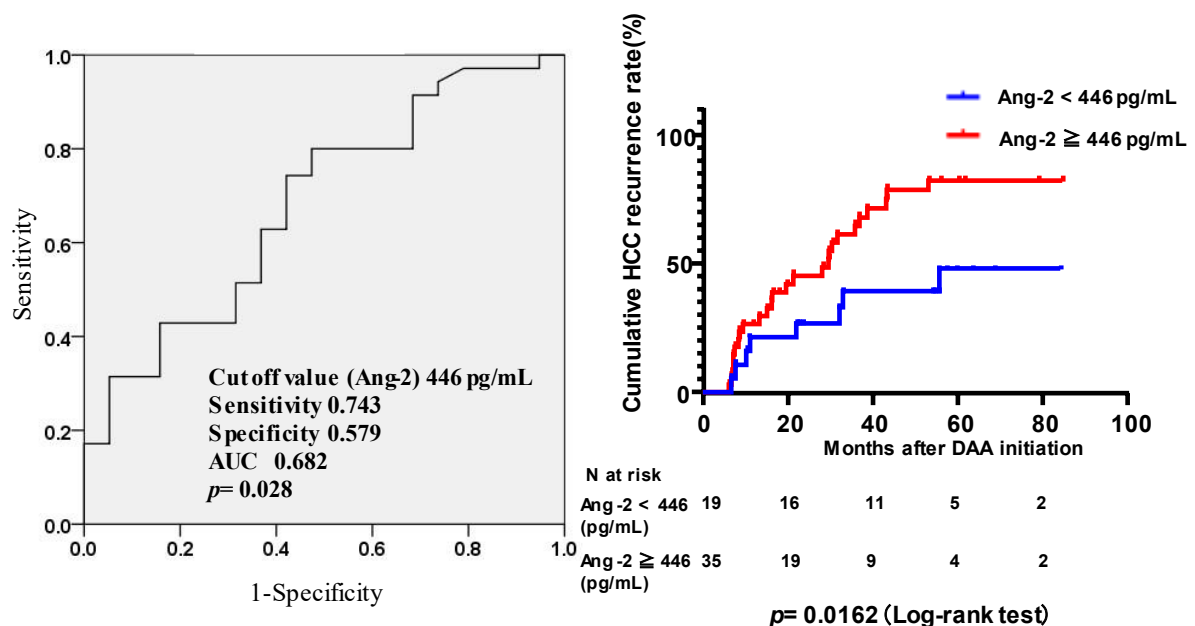 1.0
0.8
0.6
0.4
0.2
0.0
Sensitivity
Cutoff value (Ang-2) 446 pg/mL
Sensitivity 0.743
Specificity 0.579
AUC 0.682
p= 0.028
0.0 0.2 0.4 0.6 0.8 1.0
1-Specificity
Cumulative HCC recurrence rate(%)
Ang-2 < 446 pg/mL
Ang-2 ≧ 446 pg/mL
100
50
0
0 20 40 60 80 100
Months after DAA initiation
N at risk
Ang-2 < 446 19 16 11 5 2
(pg/mL)
Ang-2 ≧ 446 35 19 9 4 2
(pg/mL)
p= 0.0162 (Log-rank test)